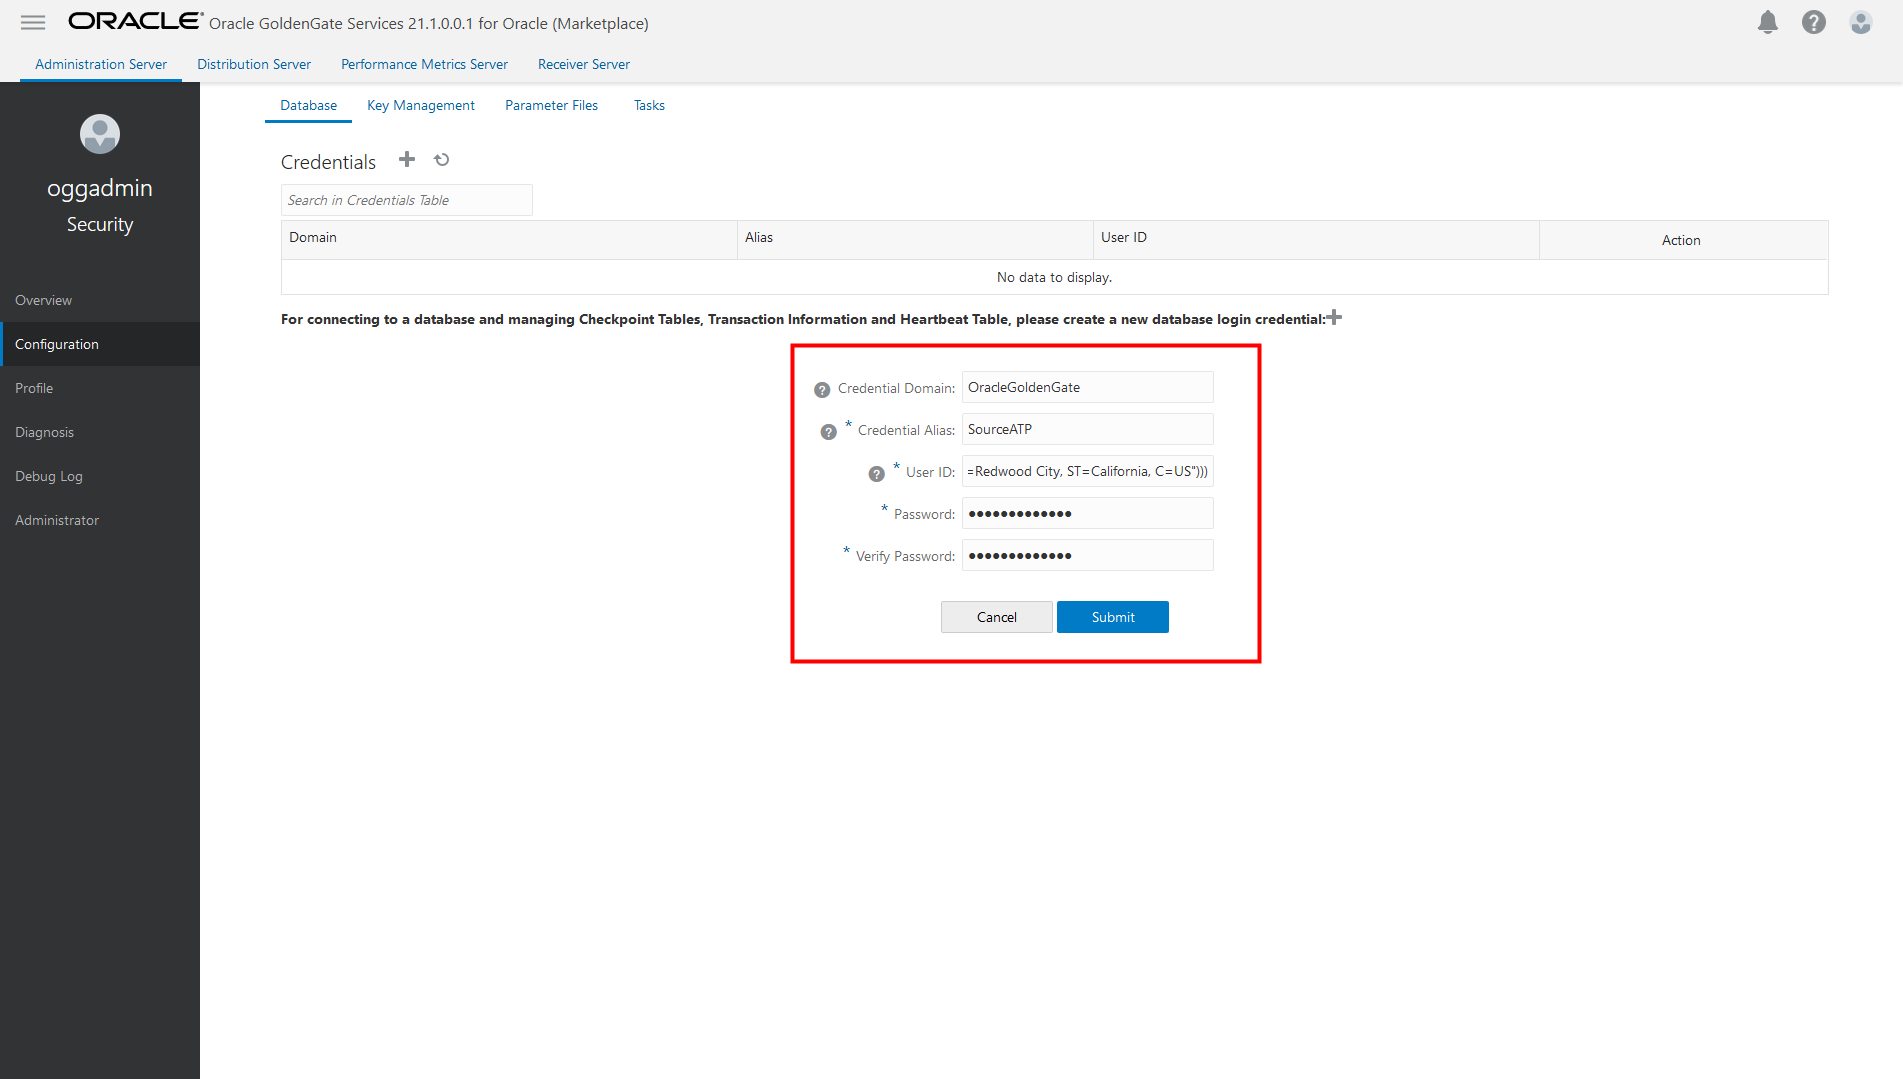 ORACLE Oracle GoldenGate Services 21.1.0.0.1 for Oracle (Marketplace)
Administration Server Distribution Server Performance Metrics Server Receiver Server
oggadmin
Security
Overview
Configuration
Profile
Diagnosis
Debug Log
Administrator
Database Key Management Parameter Files Tasks
Credentials
Search in Credentials Table
Domain Alias User ID Action
No data to display.
For connecting to a database and managing Checkpoint Tables, Transaction Information and Heartbeat Table, please create a new database login credential:
? Credential Domain: OracleGoldenGate
? * Credential Alias: SourceATP
? * User ID: =Redwood City, ST=California, C=US")))
* Password: •••••••••••••
* Verify Password: •••••••••••••
Cancel Submit